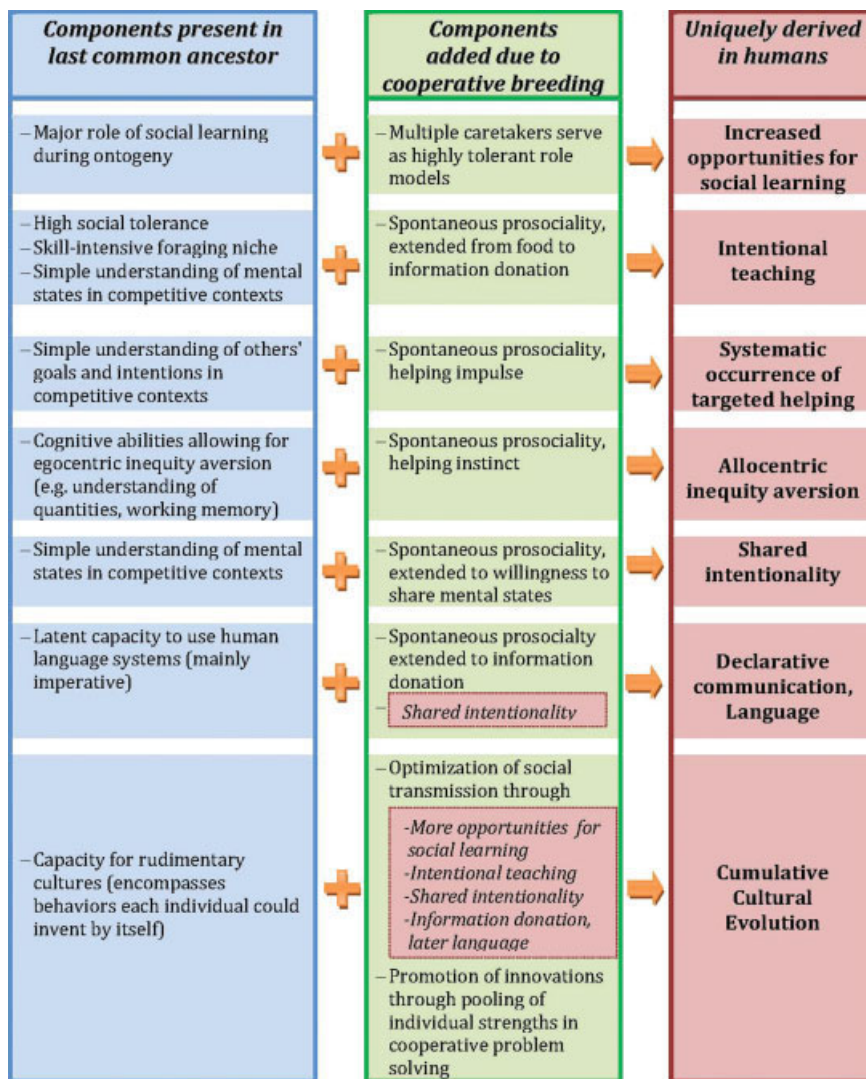 Components present in
last common ancestor
Components
added due to
cooperative breeding
Uniquely derived
in humans
– Major role of social learning
during ontogeny
– Multiple caretakers serve
as highly tolerant role
models
Increased
opportunities for
social learning
– High social tolerance
– Skill-intensive foraging niche
– Simple understanding of mental
states in competitive contexts
– Spontaneous prosociality,
extended from food to
information donation
Intentional
teaching
– Simple understanding of others'
goals and intentions in
competitive contexts
– Spontaneous prosociality,
helping impulse
Systematic
occurrence of
targeted helping
– Cognitive abilities allowing for
egocentric inequity aversion
(e.g. understanding of
quantities, working memory)
– Spontaneous prosociality,
helping instinct
Allocentric
inequity aversion
– Simple understanding of mental
states in competitive contexts
– Spontaneous prosociality,
extended to willingness to
share mental states
Shared
intentionality
– Latent capacity to use human
language systems (mainly
imperative)
– Spontaneous prosocialty
extended to information
donation
– Shared intentionality
Declarative
communication,
Language
– Capacity for rudimentary
cultures (encompasses
behaviors each individual could
invent by itself)
– Optimization of social
transmission through
-More opportunities for
social learning
-Intentional teaching
-Shared intentionality
-Information donation,
later language
– Promotion of innovations
through pooling of
individual strengths in
cooperative problem
solving
Cumulative
Cultural
Evolution